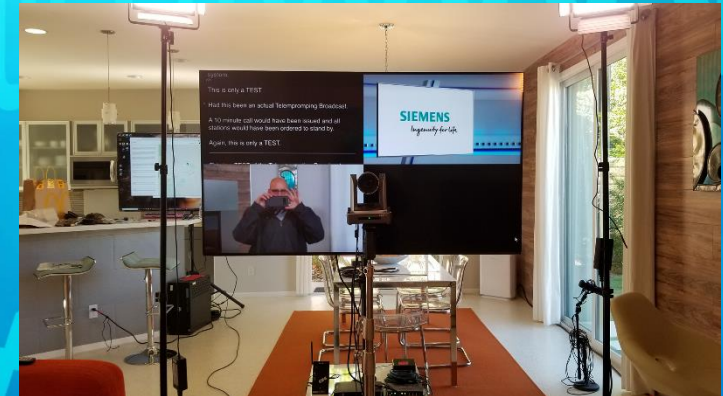 system.
This is only a TEST
Had this been an actual Teleprompting Broadcast
A 10 minute call would have been issued and all
stations would have been ordered to stand by.
Again, this is only a TEST.
SIEMENS
Ingenuity for life